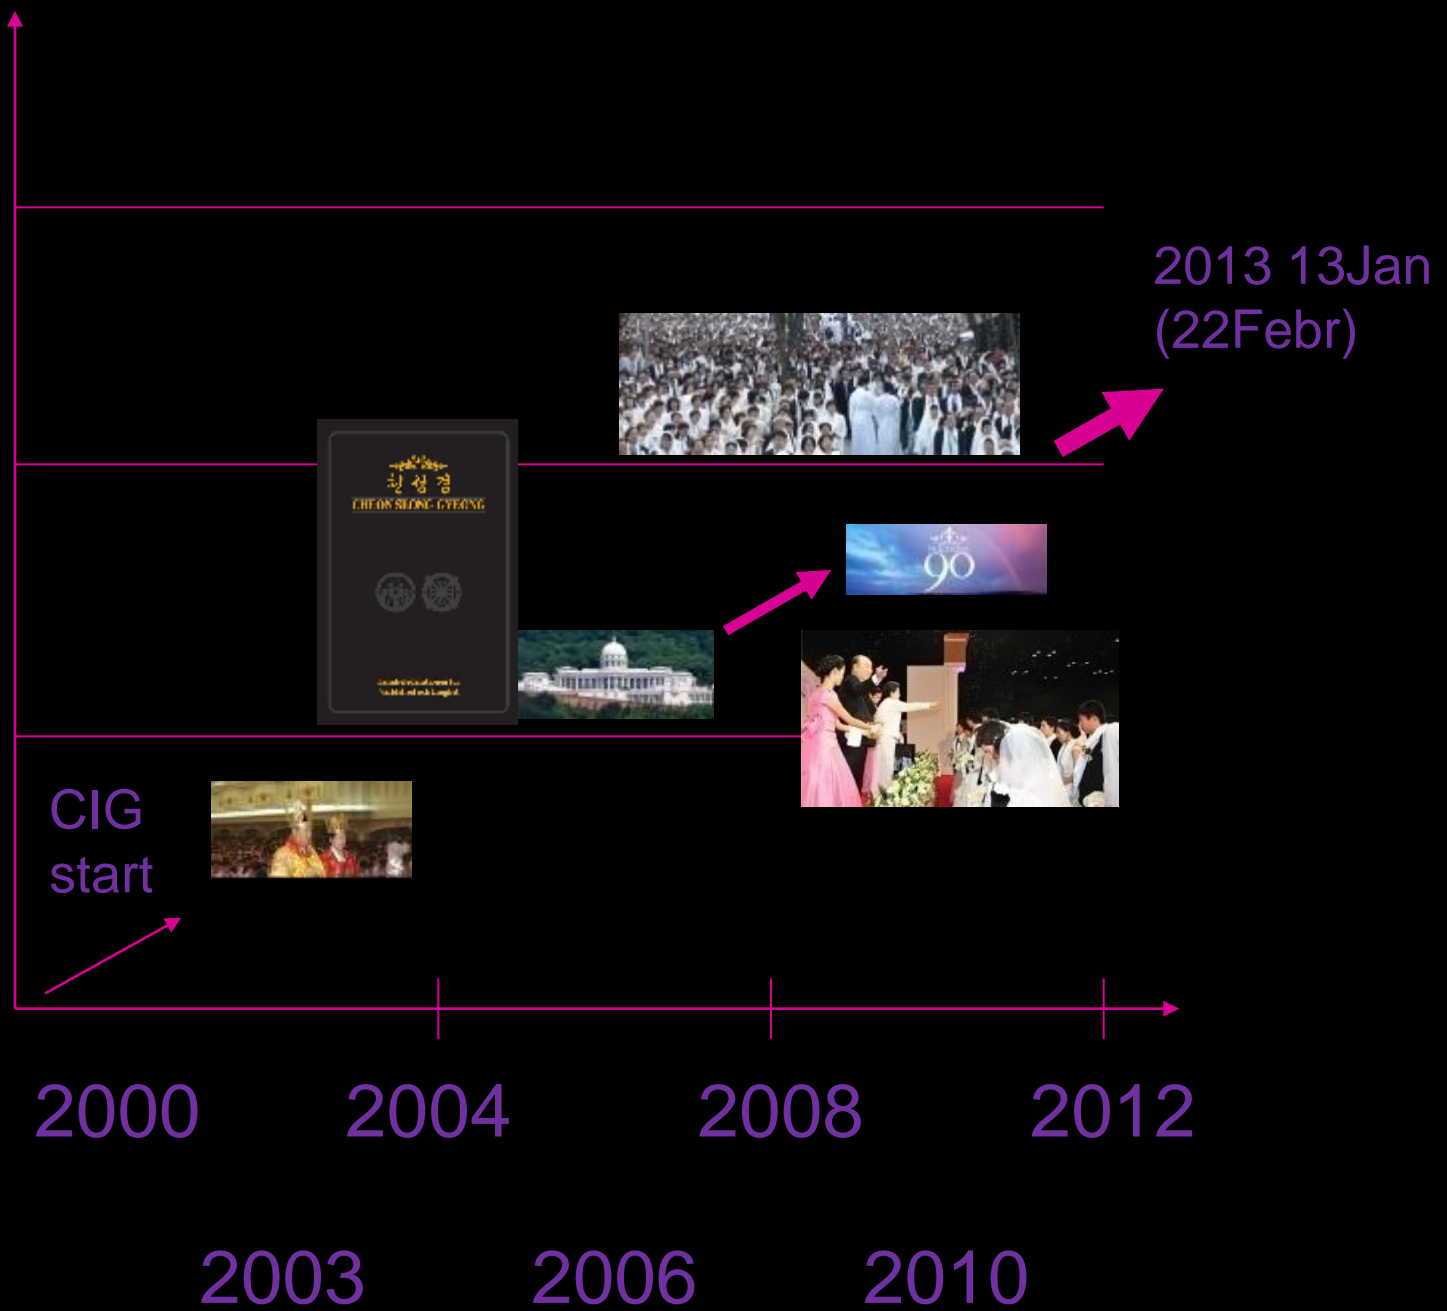 2013 13Jan
(22Febr)
천 성 경
CHEON SEONG GYEONG
90
CIG
start
2000 2004 2008 2012
2003 2006 2010